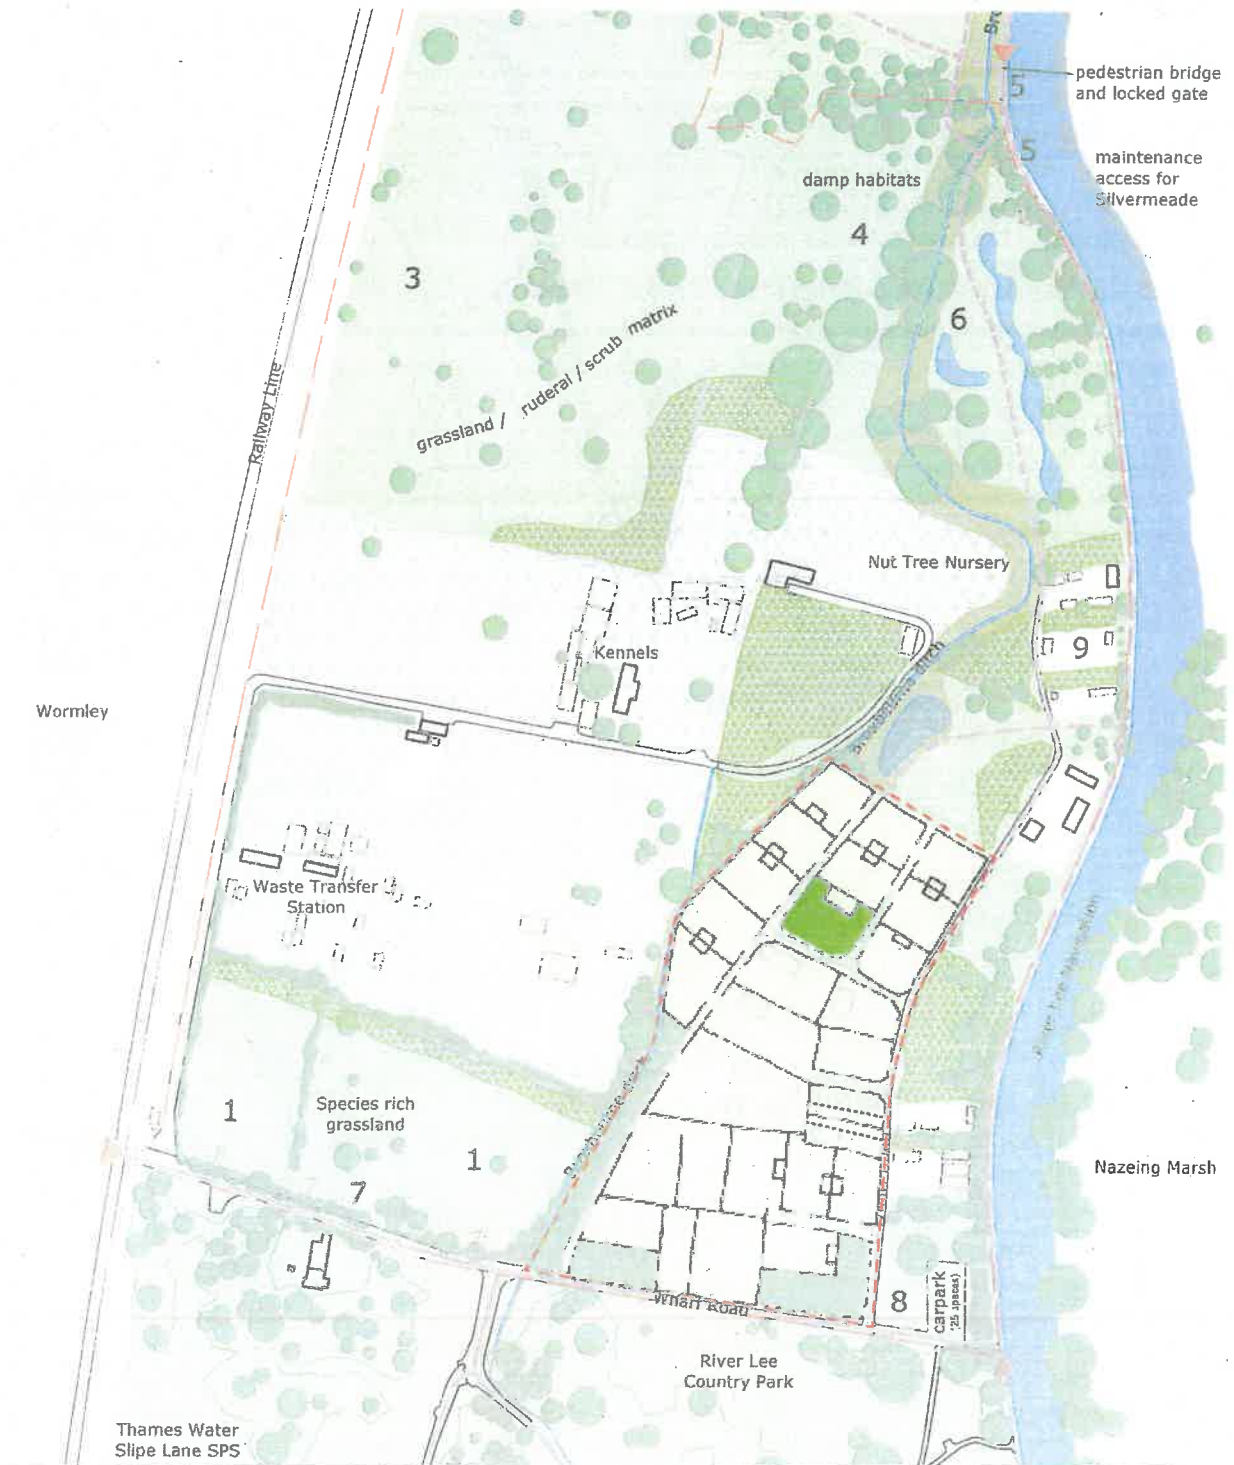 Bro
pedestrian bridge
and locked gate
5
5
maintenance
access for
Silvermeade
damp habitats
4
3
6
grassland / ruderal / scrub matrix
Railway Line
Nut Tree Nursery
9
Kennels
Wormley
Waste Transfer
Station
1
Species rich
grassland
1
7
Nazeing Marsh
8
carpark
(25 spaces)
Wharf Road
River Lee
Country Park
Thames Water
Slipe Lane SPS